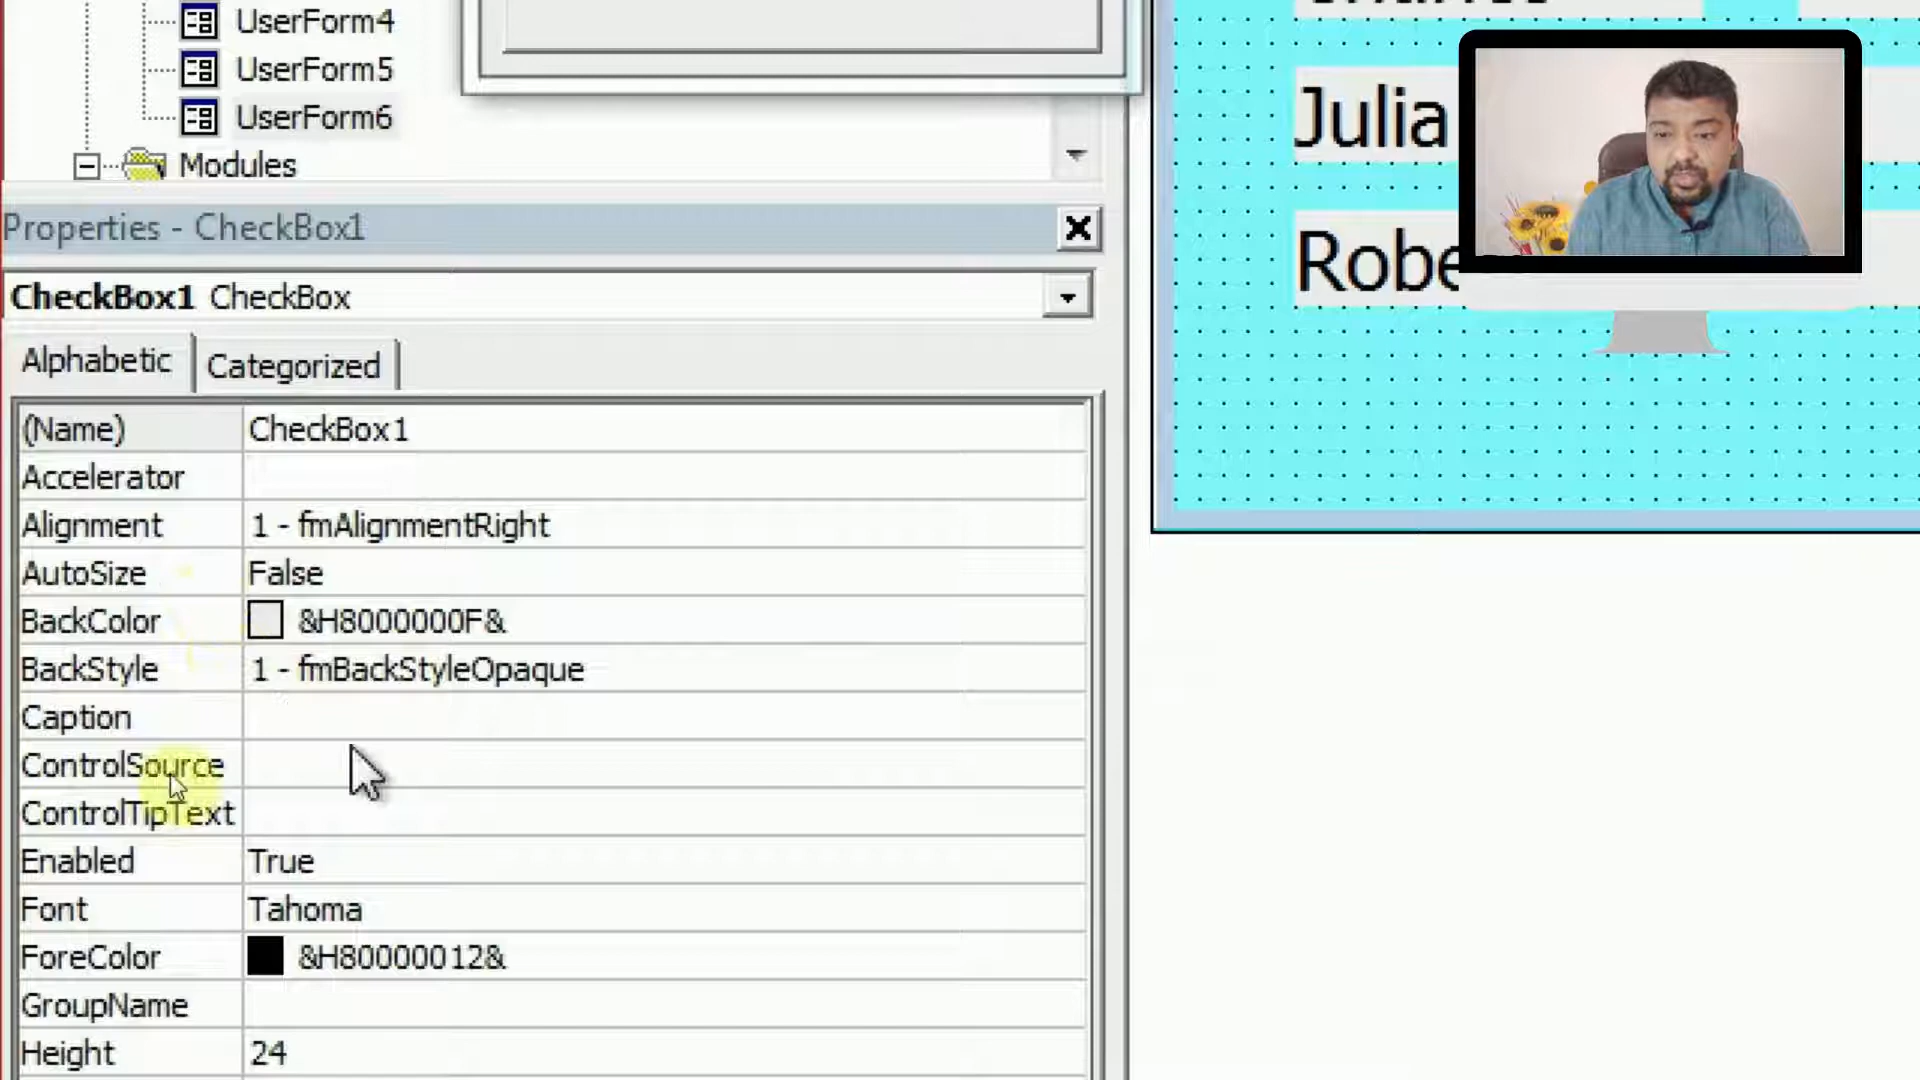 UserForm4
UserForm5
UserForm6
Modules
Properties - CheckBox1
CheckBox1 CheckBox
Alphabetic
Categorized
(Name) CheckBox1
Accelerator
Alignment 1 - fmAlignmentRight
AutoSize False
BackColor &H8000000F&
BackStyle 1 - fmBackStyleOpaque
Caption
ControlSource
ControlTipText
Enabled True
Font Tahoma
ForeColor &H80000012&
GroupName
Height 24
Julia
Robe